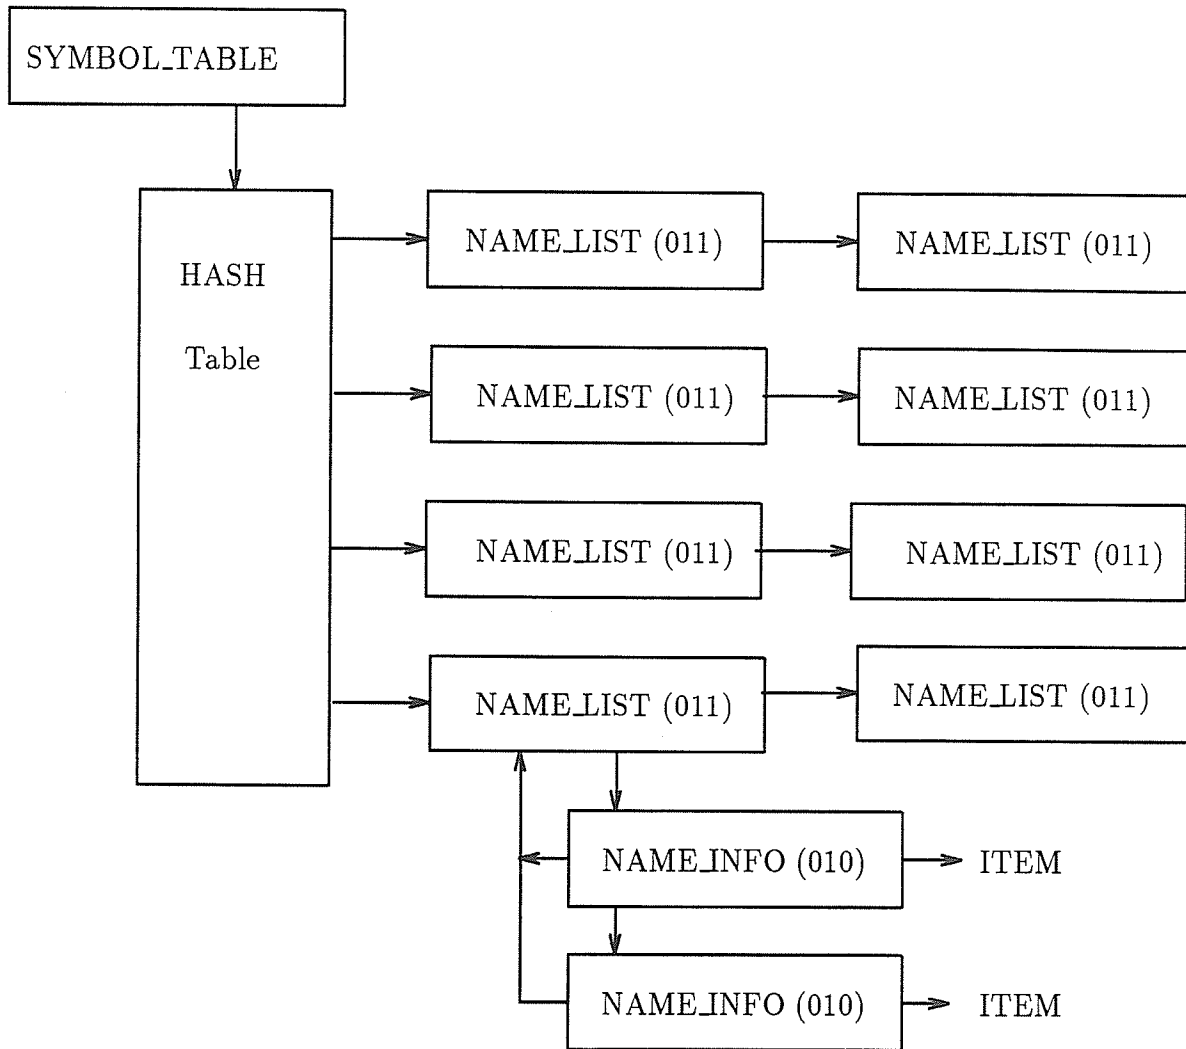 SYMBOL_TABLE
HASH
Table
NAME_LIST (011)
NAME_LIST (011)
NAME_LIST (011)
NAME_LIST (011)
NAME_LIST (011)
NAME_LIST (011)
NAME_LIST (011)
NAME_LIST (011)
NAME_INFO (010)
ITEM
NAME_INFO (010)
ITEM